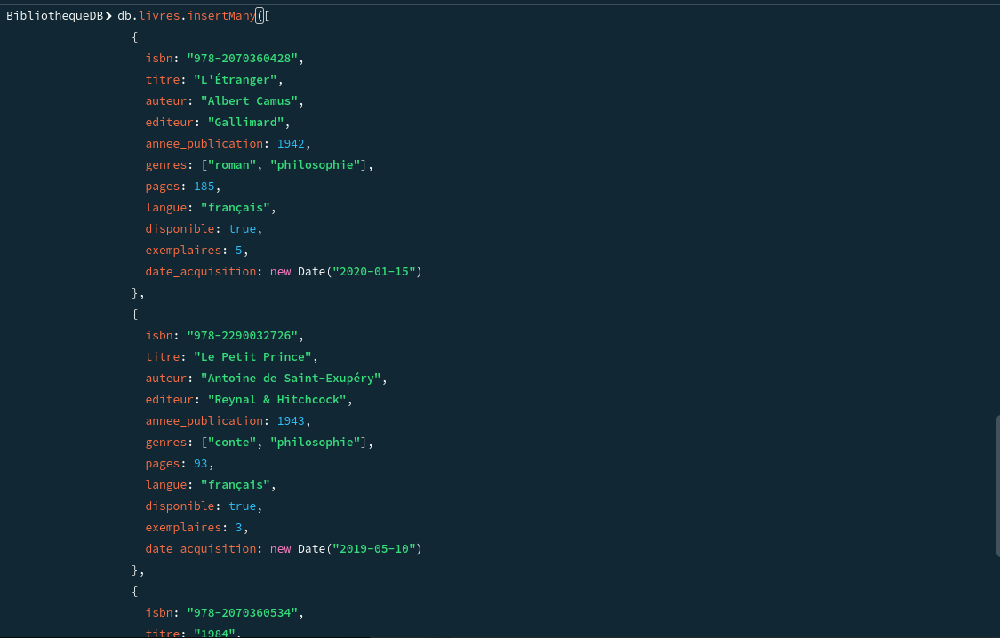 BibliothequeDB❯ db.livres.insertMany([
{
isbn: "978-2070360428",
titre: "L'Étranger",
auteur: "Albert Camus",
editeur: "Gallimard",
annee_publication: 1942,
genres: ["roman", "philosophie"],
pages: 185,
langue: "français",
disponible: true,
exemplaires: 5,
date_acquisition: new Date("2020-01-15")
},
{
isbn: "978-2290032726",
titre: "Le Petit Prince",
auteur: "Antoine de Saint-Exupéry",
editeur: "Reynal & Hitchcock",
annee_publication: 1943,
genres: ["conte", "philosophie"],
pages: 93,
langue: "français",
disponible: true,
exemplaires: 3,
date_acquisition: new Date("2019-05-10")
},
{
isbn: "978-2070360534",
titre: "1984",